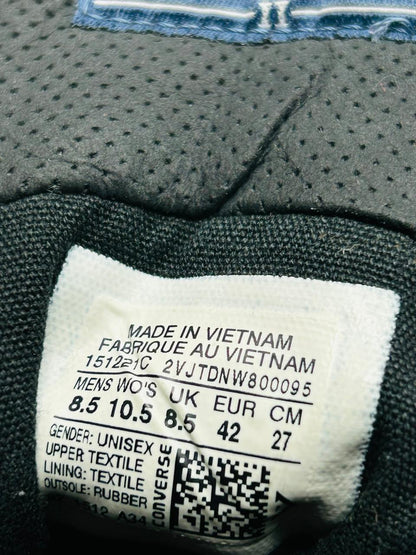 MADE IN VIETNAM
FABRIQUE AU VIETNAM
2VJTDNW800095
MENS WO'S UK EUR CM
8.5 10.5 8.5 42 27
GENDER: UNISEX
UPPER TEXTILE
LINING: TEXTILE
OUTSOLE: RUBBER
CONVERSE
A34